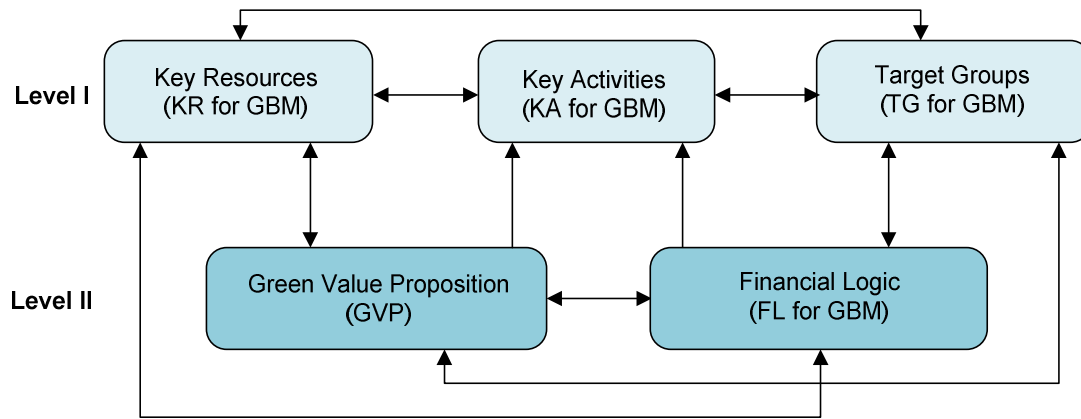 Level I
Key Resources
(KR for GBM)
Key Activities
(KA for GBM)
Target Groups
(TG for GBM)
Level II
Green Value Proposition
(GVP)
Financial Logic
(FL for GBM)